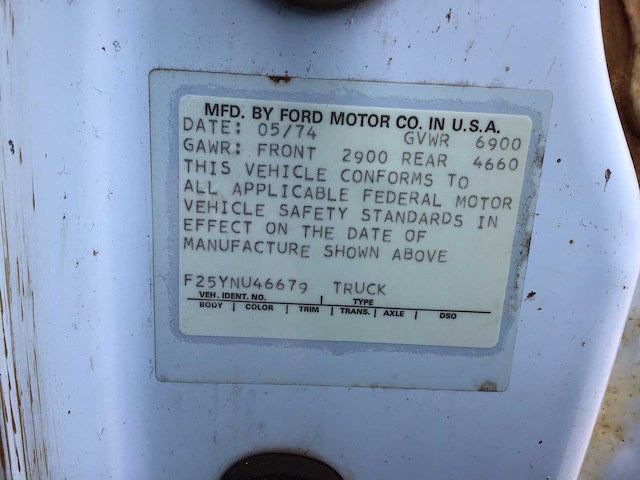 MFD. BY FORD MOTOR CO. IN U.S.A.
DATE: 05/74 GVWR 6900
GAWR: FRONT 2900 REAR 4660
THIS VEHICLE CONFORMS TO
ALL APPLICABLE FEDERAL MOTOR
VEHICLE SAFETY STANDARDS IN
EFFECT ON THE DATE OF
MANUFACTURE SHOWN ABOVE
F25YNU46679 TRUCK
VEH. IDENT. NO. | TYPE
BODY | COLOR | TRIM | TRANS. | AXLE | DSO